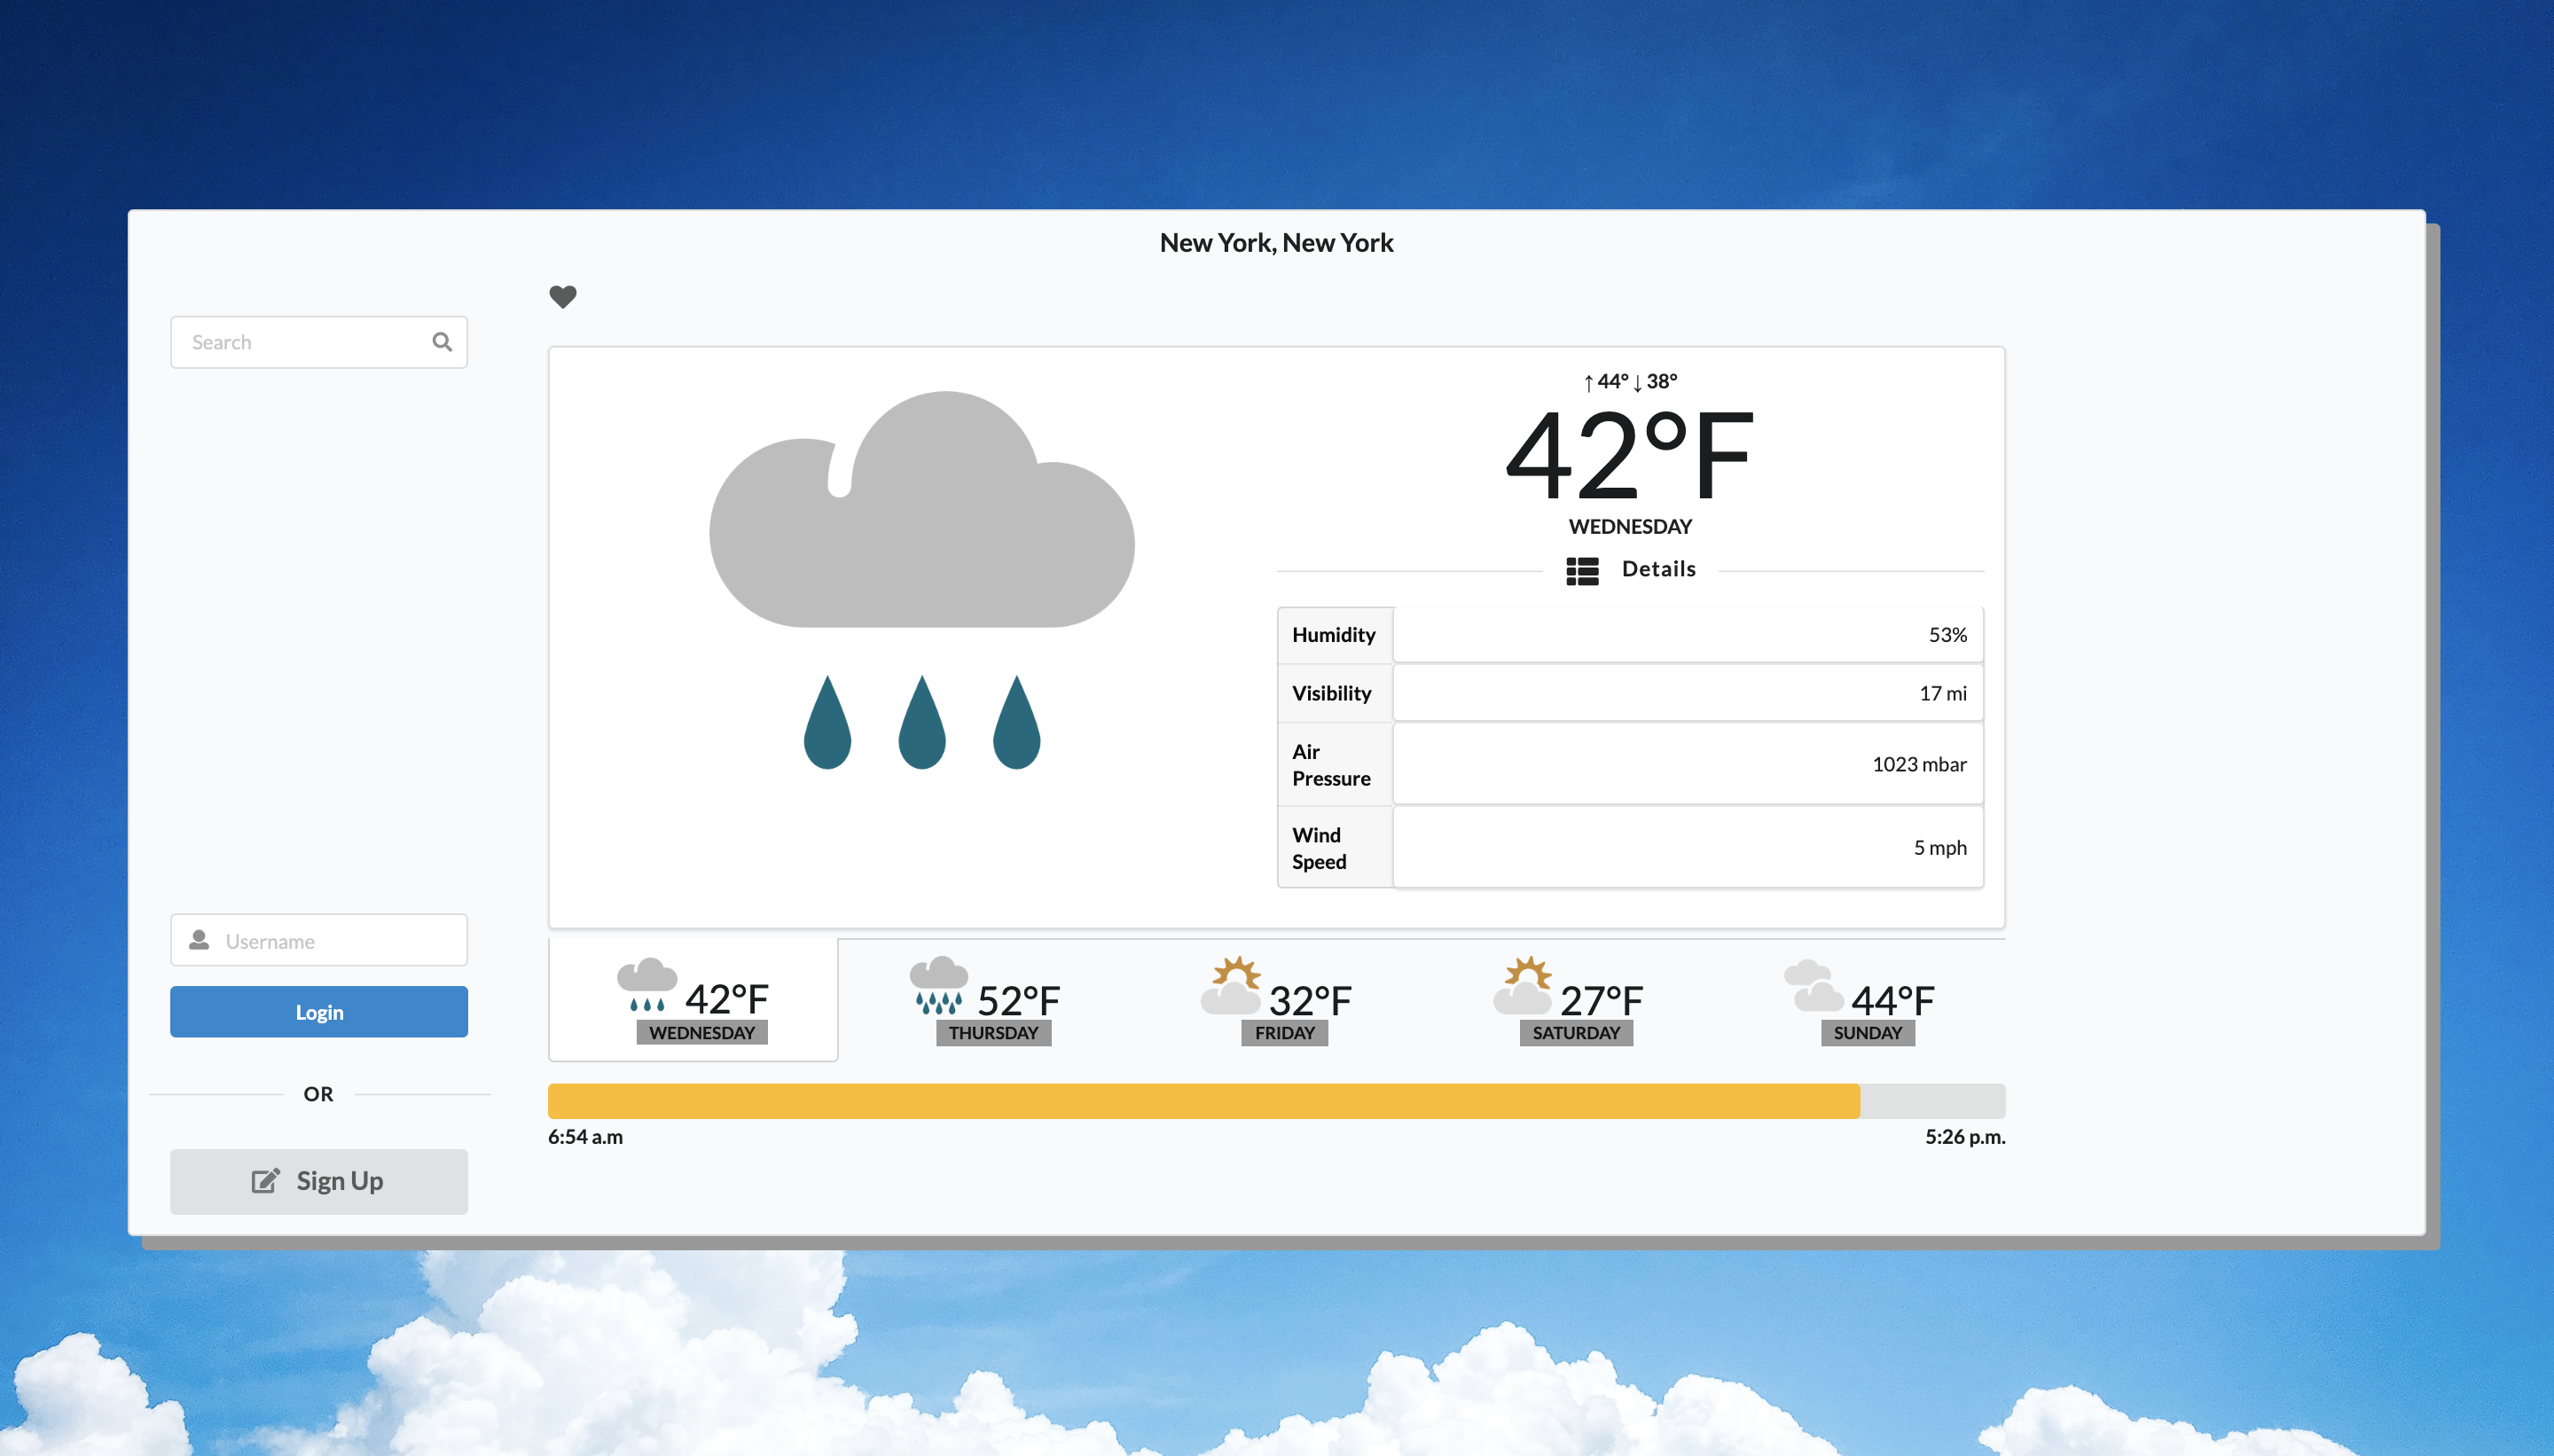 New York, New York
Search
↑ 44° ↓ 38°
42°F
WEDNESDAY
Details
Humidity 53%
Visibility 17 mi
Air Pressure 1023 mbar
Wind Speed 5 mph
Username
Login
OR
Sign Up
42°F
WEDNESDAY
52°F
THURSDAY
32°F
FRIDAY
27°F
SATURDAY
44°F
SUNDAY
6:54 a.m
5:26 p.m.